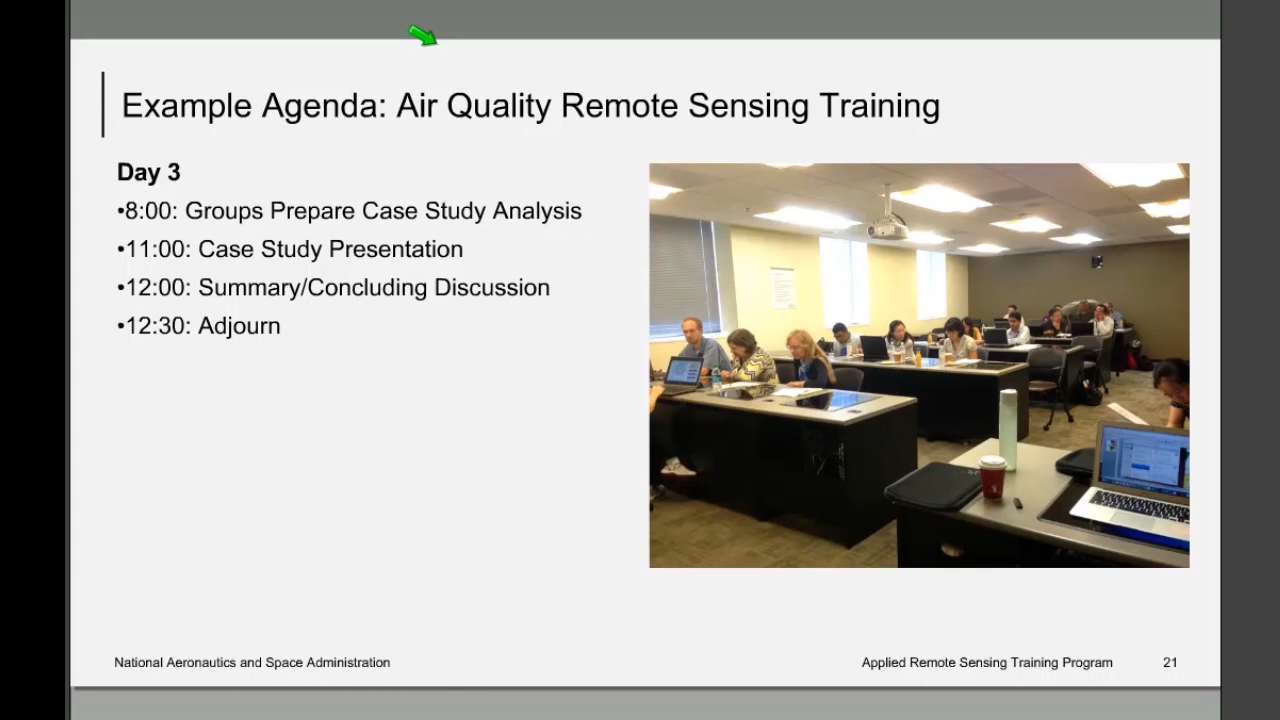 Example Agenda: Air Quality Remote Sensing Training
Day 3
•8:00: Groups Prepare Case Study Analysis
•11:00: Case Study Presentation
•12:00: Summary/Concluding Discussion
•12:30: Adjourn
National Aeronautics and Space Administration
Applied Remote Sensing Training Program
21